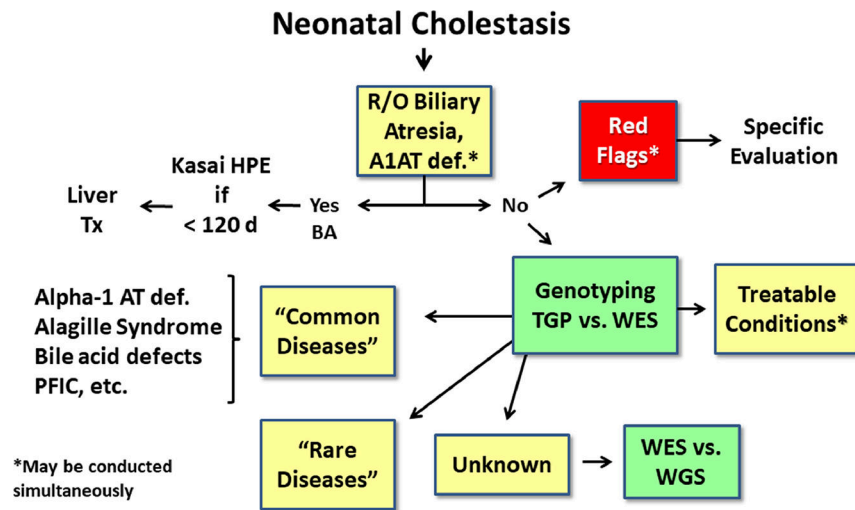 Neonatal Cholestasis
R/O Biliary
Atresia,
A1AT def.*
Red
Flags*
Specific
Evaluation
Kasai HPE
if
< 120 d
Liver
Tx
Yes
BA
No
Alpha-1 AT def.
Alagille Syndrome
Bile acid defects
PFIC, etc.
“Common
Diseases”
Genotyping
TGP vs. WES
Treatable
Conditions*
“Rare
Diseases”
Unknown
WES vs.
WGS
*May be conducted
simultaneously